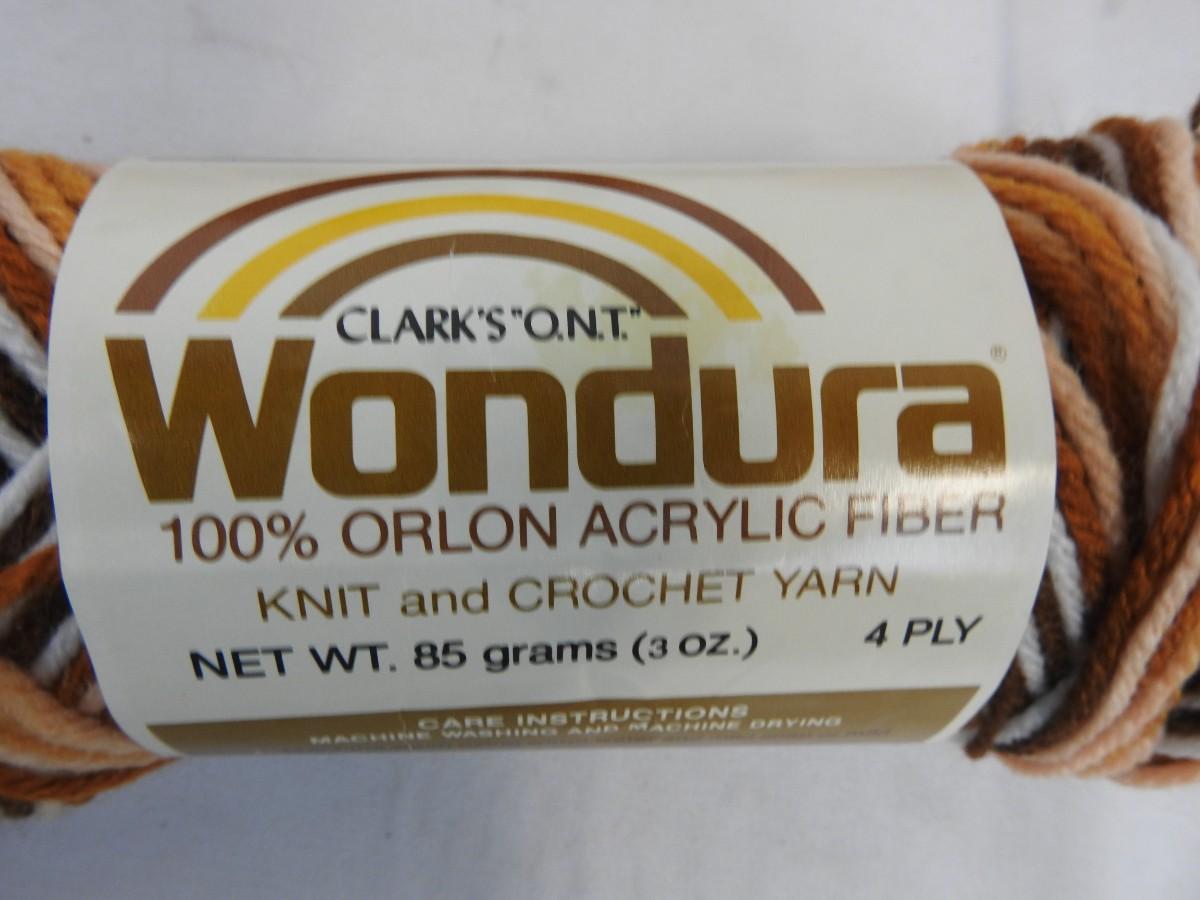 CLARK'S "O.N.T."
Wondura®
100% ORLON ACRYLIC FIBER
KNIT and CROCHET YARN
NET WT. 85 grams (3 OZ.) 4 PLY
CARE INSTRUCTIONS
MACHINE WASHING AND MACHINE DRYING